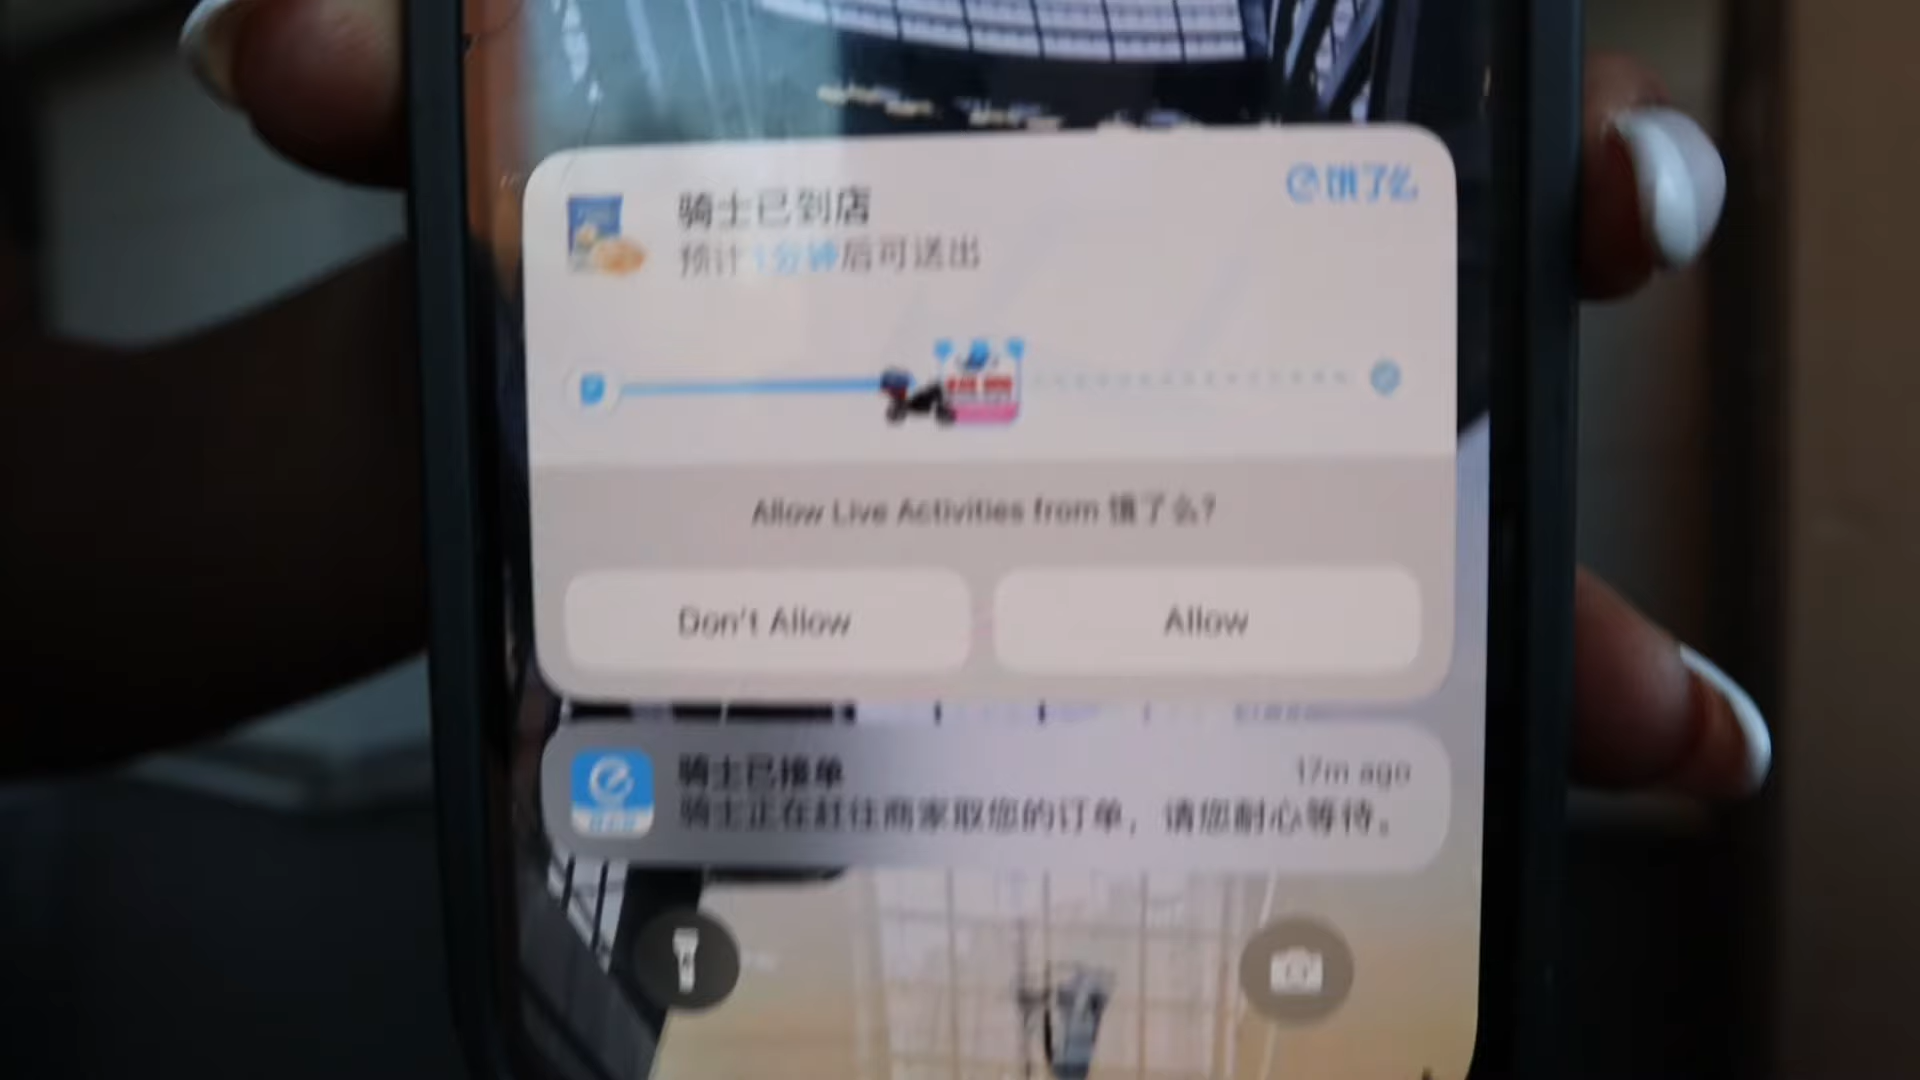 饿了么
骑士已到店
预计1分钟后可送出
Allow Live Activities from 饿了么?
Don't Allow
Allow
骑士已接单
17m ago
骑士正在赶往商家取您的订单，请您耐心等待。